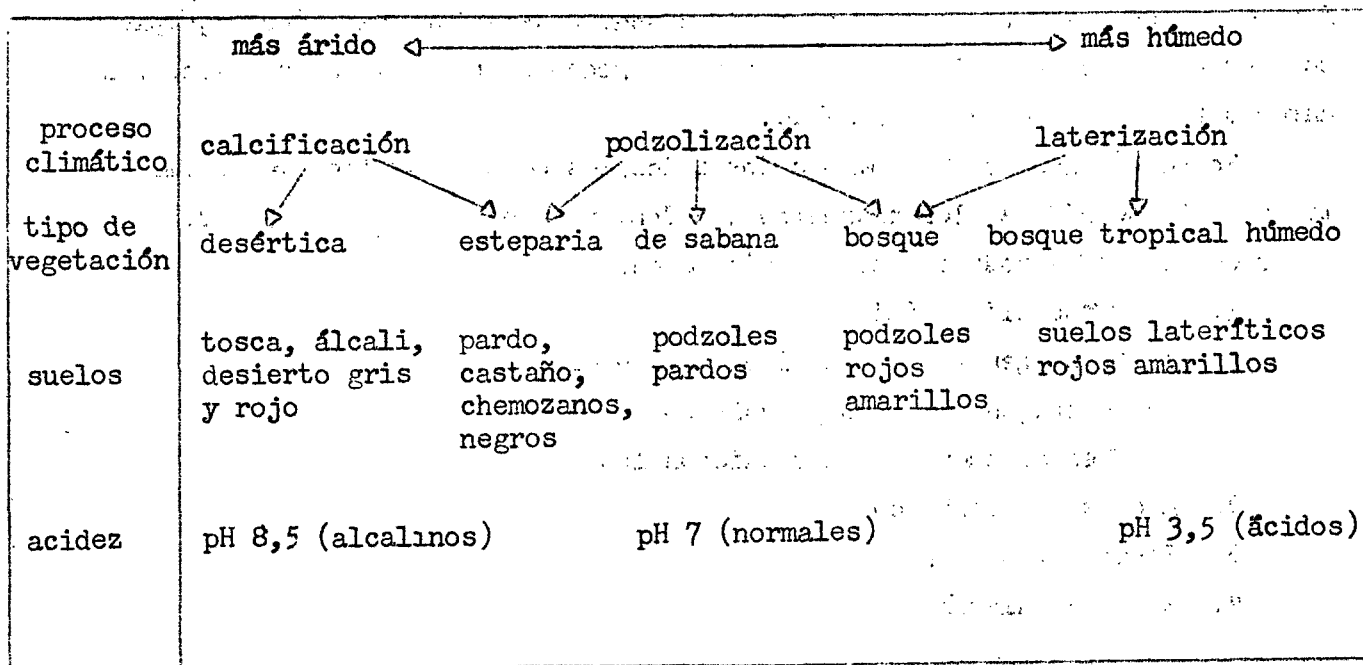 más árido más húmedo
proceso climático
calcificación podzolización laterización
tipo de vegetación
desértica esteparia de sabana bosque bosque tropical húmedo
suelos
tosca, álcali,
desierto gris
y rojo
pardo,
castaño,
chemozanos,
negros
podzoles
pardos
podzoles
rojos
amarillos
suelos lateríticos
rojos amarillos
acidez
pH 8,5 (alcalinos) pH 7 (normales) pH 3,5 (ácidos)